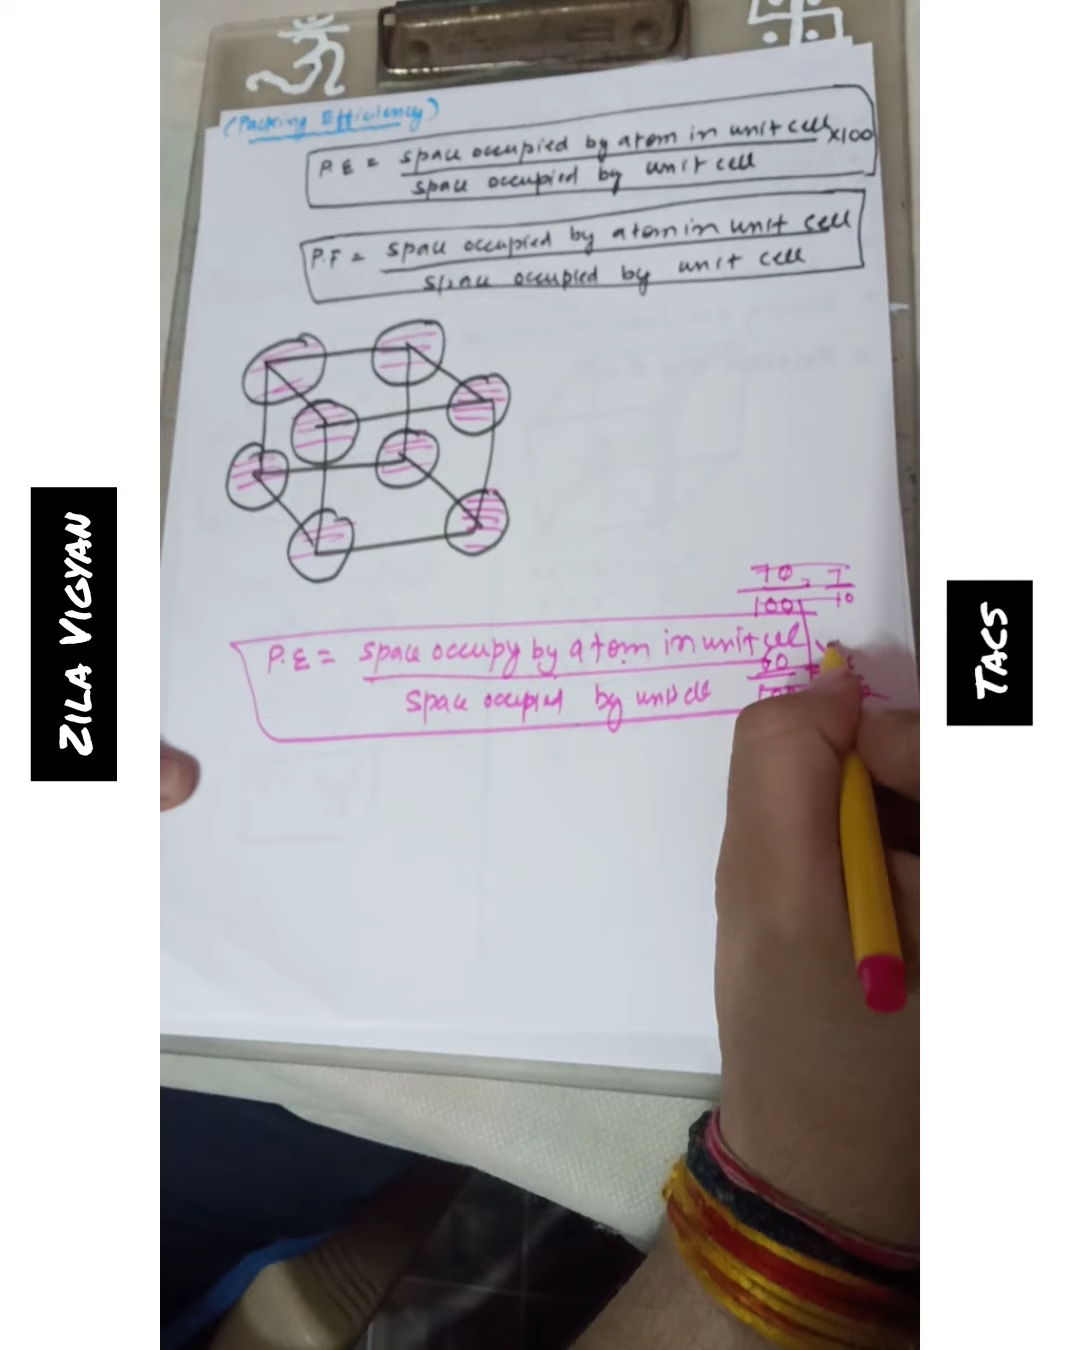 (Packing Efficiency)
P.E = space occupied by atom in unit cell ×100
space occupied by unit cell
P.F = space occupied by atom in unit cell
space occupied by unit cell
70 = 7
100 10
P.E = space occupy by atom in unit cel
space occupied by unit cell
ZILA VIGYAN
TACS